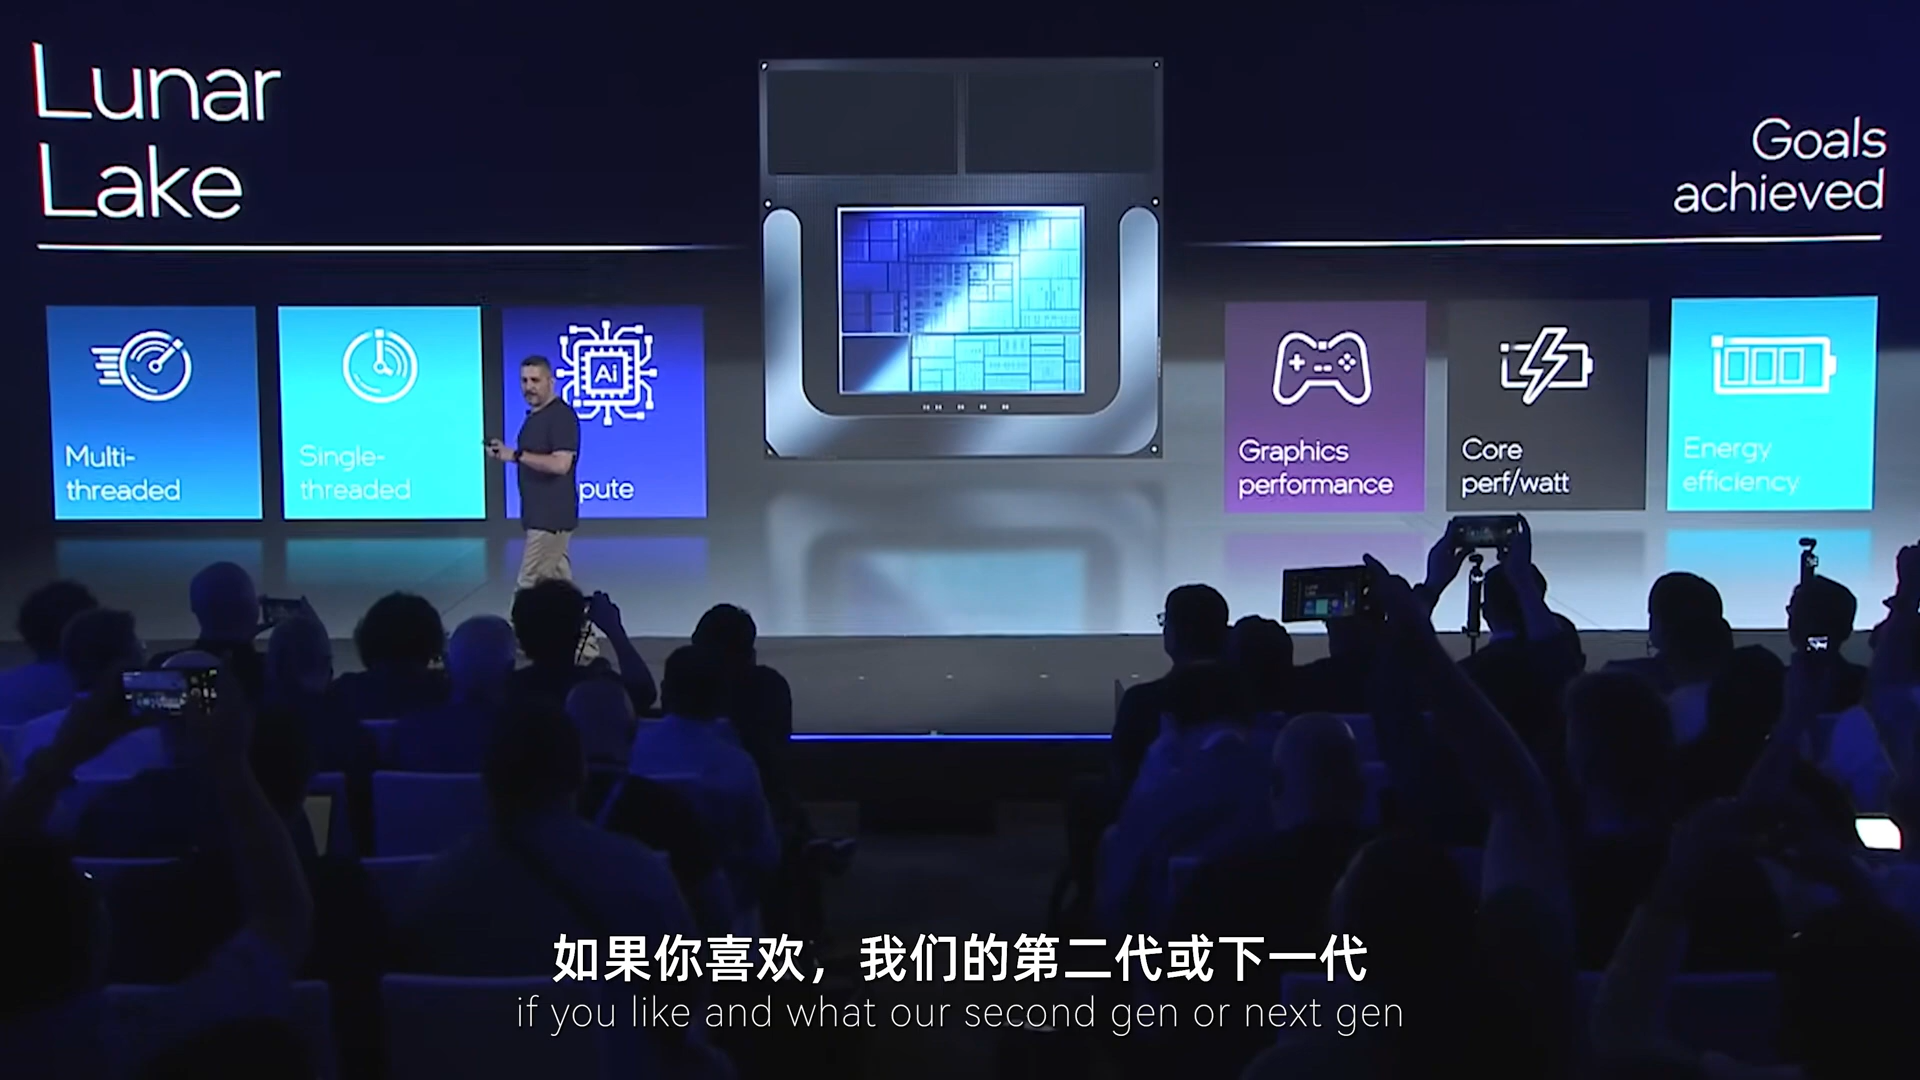 Lunar
Lake
Goals
achieved
Multi-
threaded
Single-
threaded
Ai
pute
Graphics
performance
Core
perf/watt
Energy
efficiency
如果你喜欢，我们的第二代或下一代
if you like and what our second gen or next gen